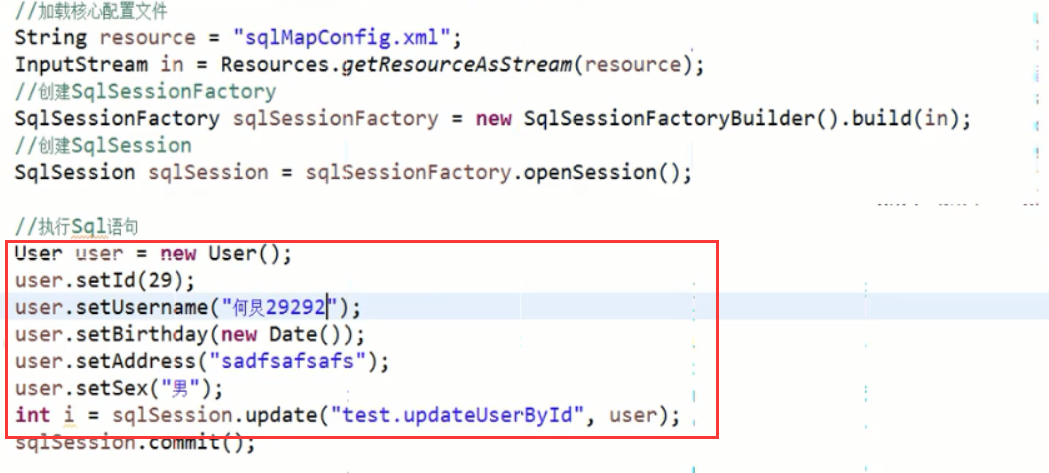 //加载核心配置文件
String resource = "sqlMapConfig.xml";
InputStream in = Resources.getResourceAsStream(resource);
//创建SqlSessionFactory
SqlSessionFactory sqlSessionFactory = new SqlSessionFactoryBuilder().build(in);
//创建SqlSession
SqlSession sqlSession = sqlSessionFactory.openSession();
//执行Sql语句
User user = new User();
user.setId(29);
user.setUsername("何炅29292");
user.setBirthday(new Date());
user.setAddress("sadfsafsafs");
user.setSex("男");
int i = sqlSession.update("test.updateUserById", user);
sqlSession.commit();